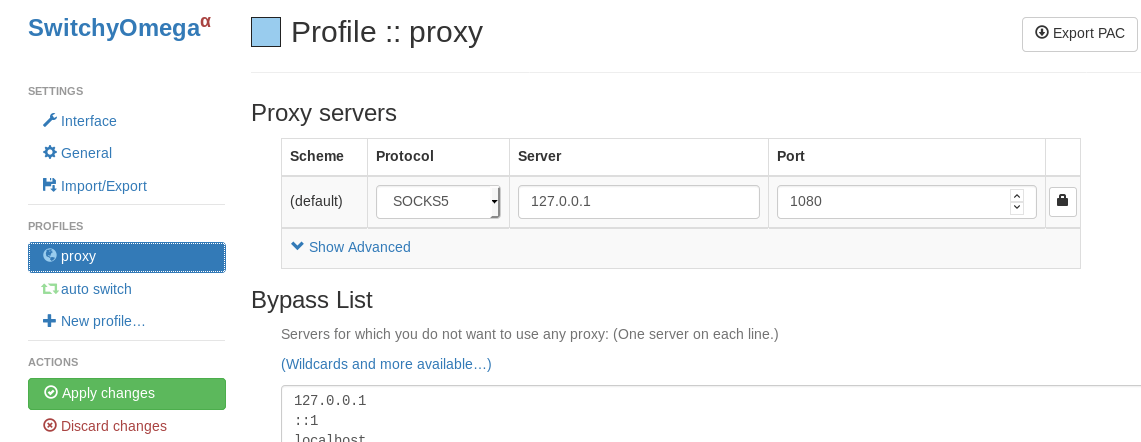 SwitchyOmegaα
SETTINGS
Interface
General
Import/Export
PROFILES
proxy
auto switch
New profile…
ACTIONS
Apply changes
Discard changes
Profile :: proxy
Export PAC
Proxy servers
Scheme Protocol Server Port
(default) SOCKS5 127.0.0.1 1080
Show Advanced
Bypass List
Servers for which you do not want to use any proxy: (One server on each line.)
(Wildcards and more available…)
127.0.0.1
::1
localhost